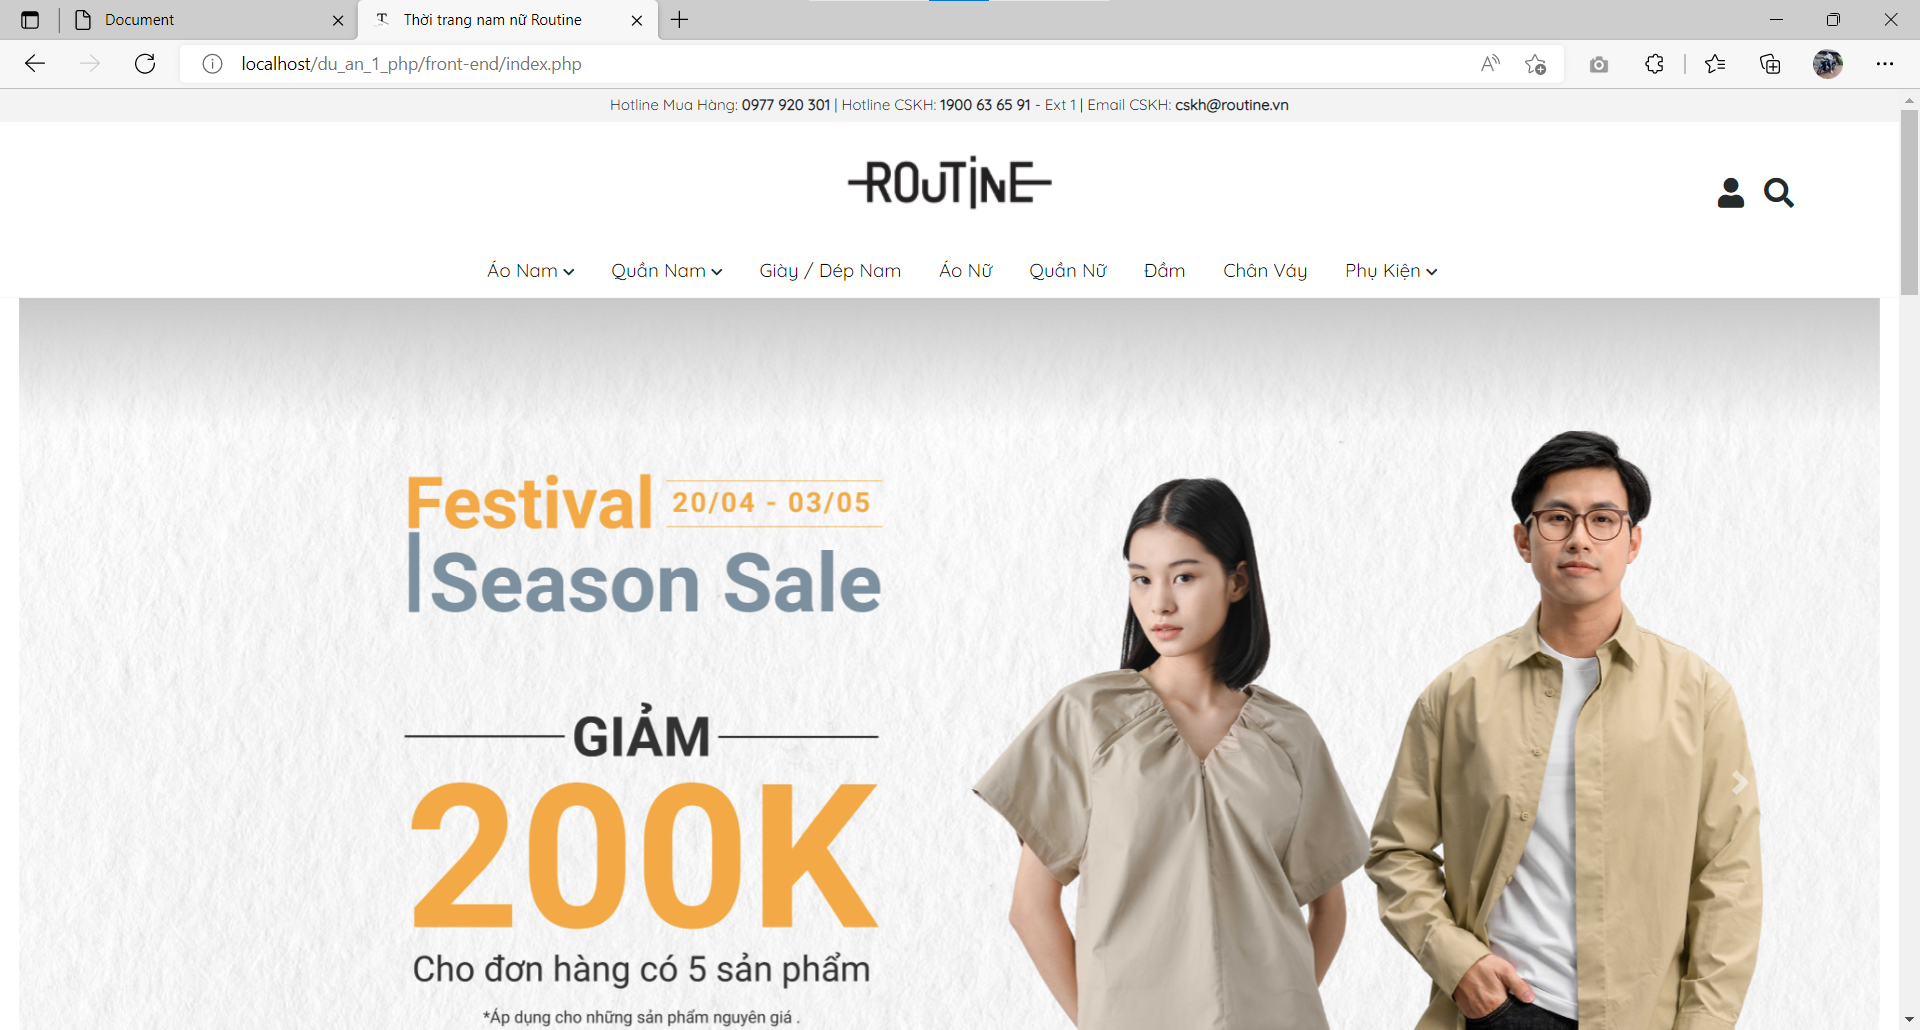 Document
Thời trang nam nữ Routine
localhost/du_an_1_php/front-end/index.php
Hotline Mua Hàng: 0977 920 301 | Hotline CSKH: 1900 63 65 91 - Ext 1 | Email CSKH: cskh@routine.vn
ROUTINE
Áo Nam Quần Nam Giày / Dép Nam Áo Nữ Quần Nữ Đầm Chân Váy Phụ Kiện
Festival 20/04 - 03/05
Season Sale
GIẢM
200K
Cho đơn hàng có 5 sản phẩm
*Áp dụng cho những sản phẩm nguyên giá .